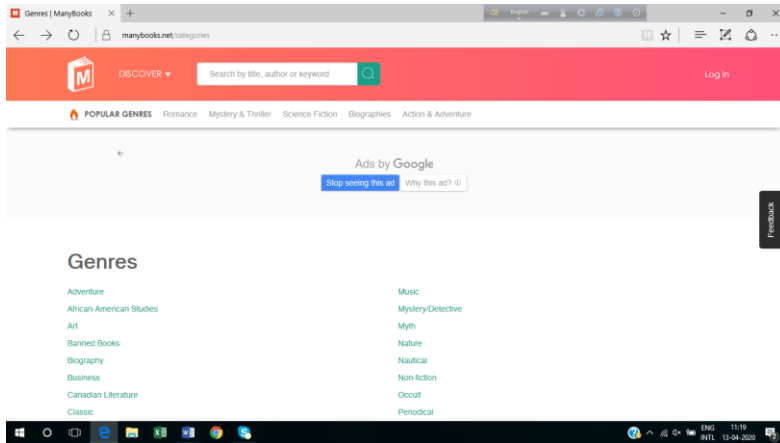 Genres | ManyBooks
English
manybooks.net/categories
M
DISCOVER
Search by title, author or keyword
Log in
POPULAR GENRES Romance Mystery & Thriller Science Fiction Biographies Action & Adventure
Ads by Google
Stop seeing this ad Why this ad?
Feedback
Genres
Adventure
African-American Studies
Art
Banned Books
Biography
Business
Canadian Literature
Classic
Music
Mystery/Detective
Myth
Nature
Nautical
Non-fiction
Occult
Periodical
ENG 11:19
INTL 13-04-2020